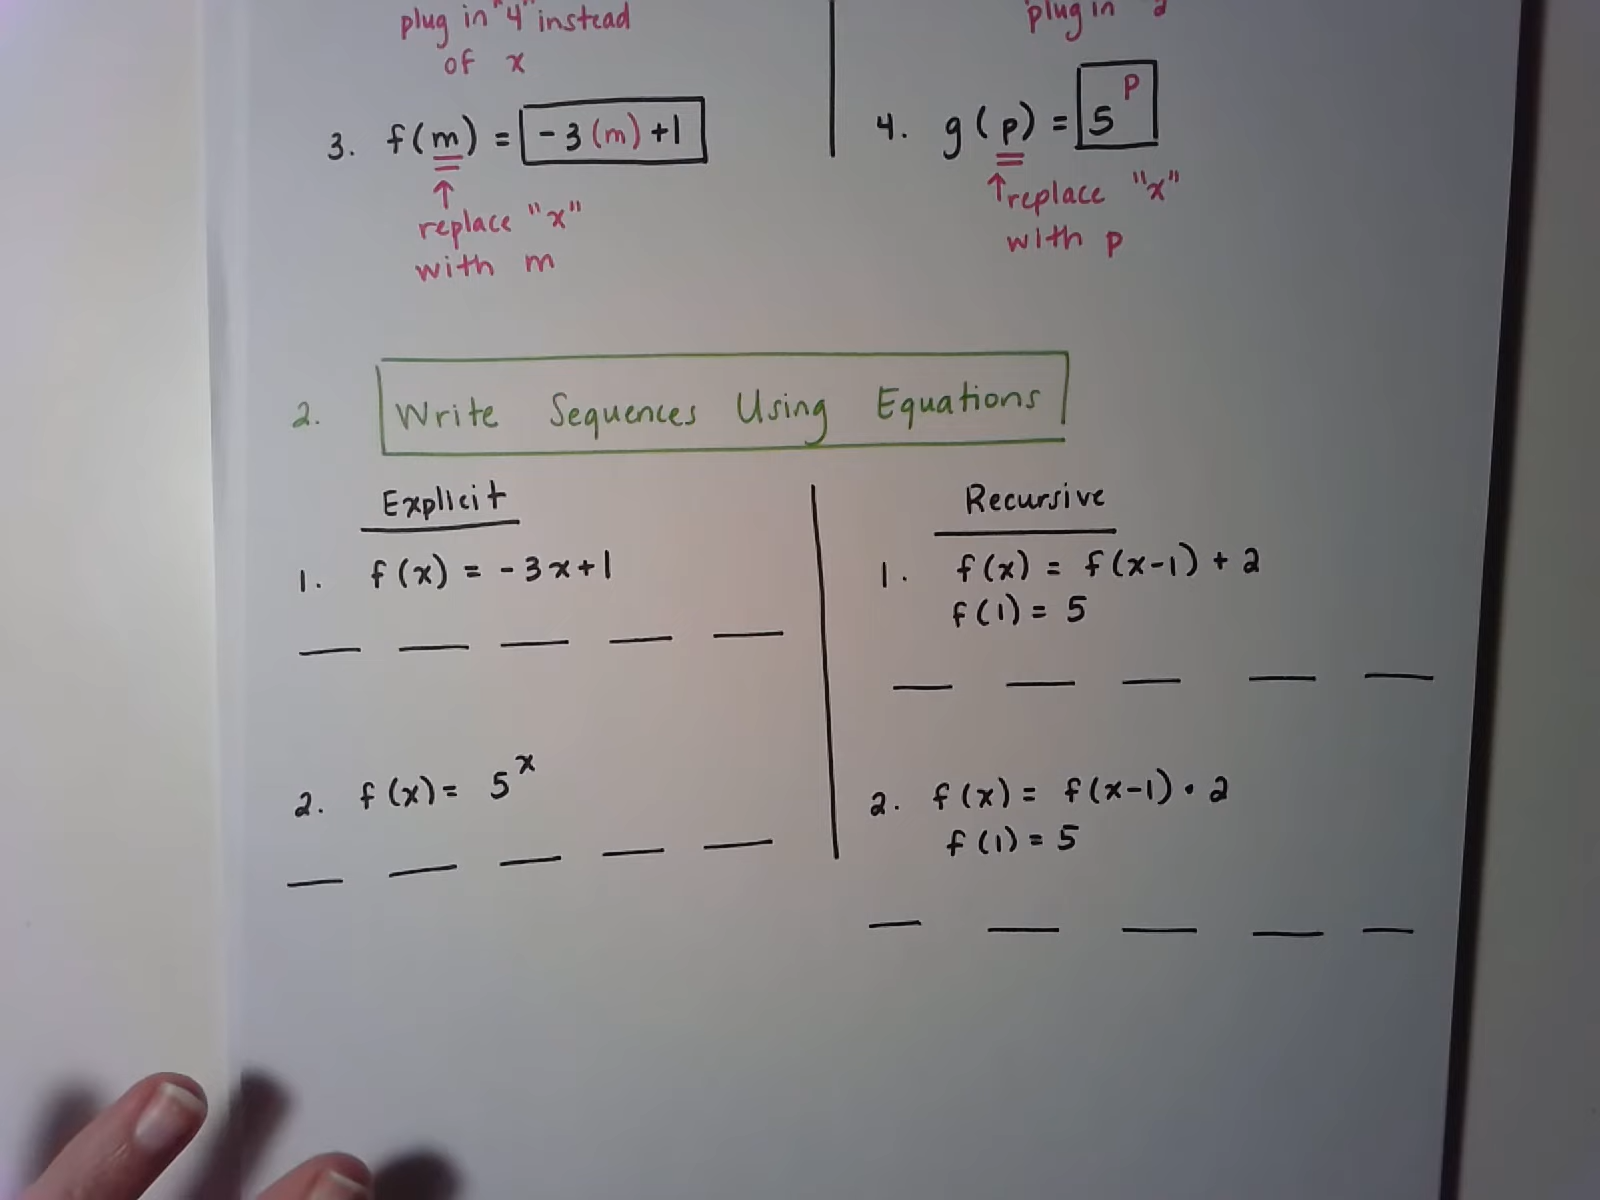 plug in "4" instead
of x
3. f(m) = -3(m)+1
replace "x"
with m
plug in
4. g(p) = 5^p
replace "x"
with p
2. Write Sequences Using Equations
Explicit
1. f(x) = -3x+1
2. f(x) = 5^x
Recursive
1. f(x) = f(x-1) + 2
f(1) = 5
2. f(x) = f(x-1) • 2
f(1) = 5